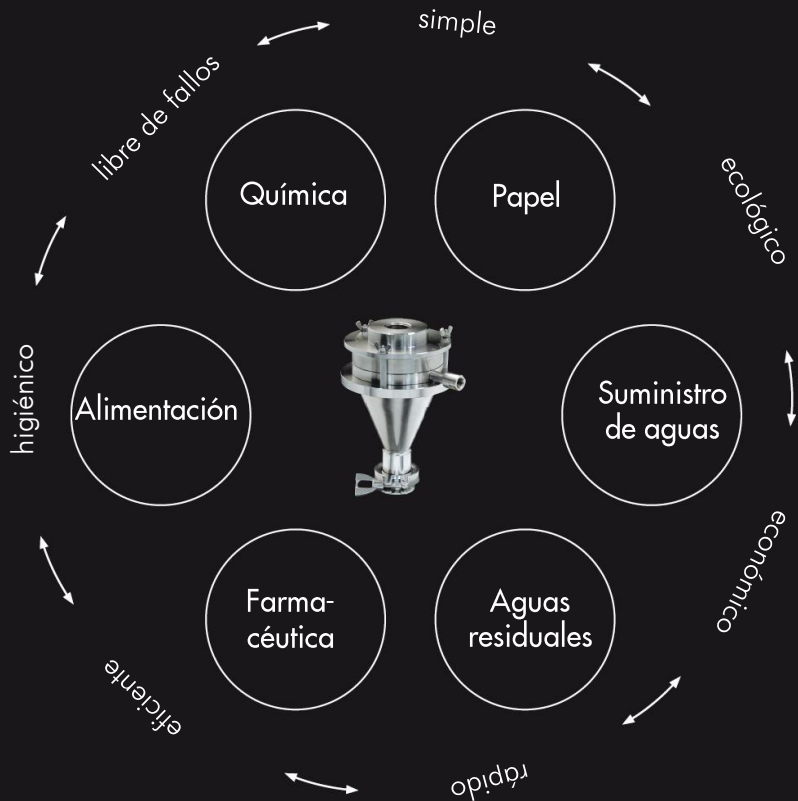 simple
libre de fallos
ecológico
Química
Papel
higiénico
Alimentación
Suministro
de aguas
económico
Farma-
céutica
Aguas
residuales
eficiente
rápido